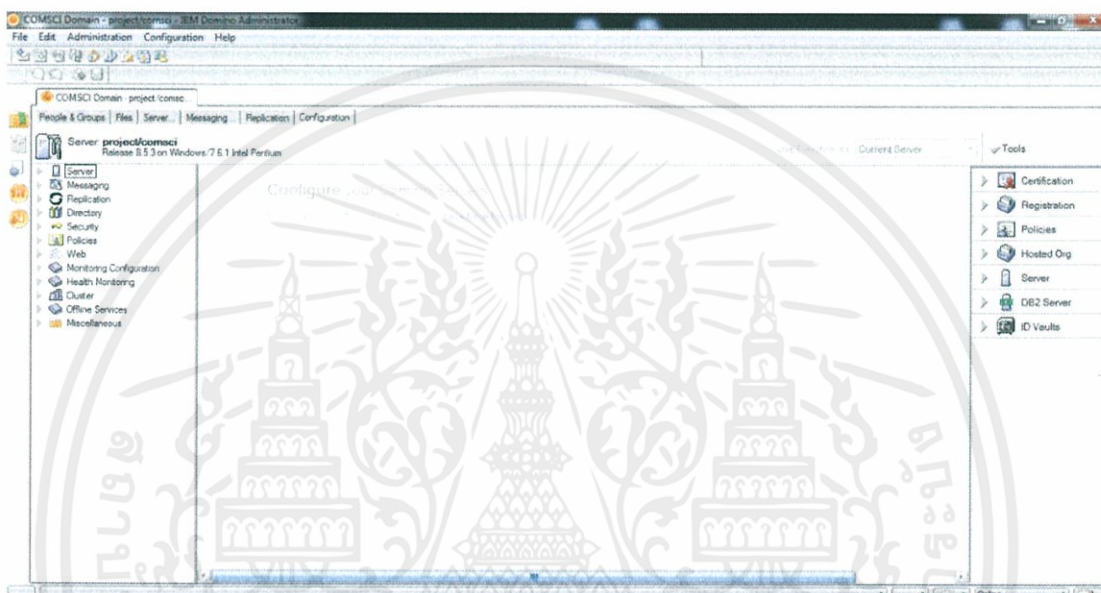 COMSCI Domain - project/comsci - IBM Domino Administrator
File Edit Administration Configuration Help
COMSCI Domain - project/comsc...
People & Groups Files Server... Messaging... Replication Configuration
Server: project/comsci
Release 8.5.3 on Windows/7 6.1 Intel Pentium
Current Server
Tools
Server
Messaging
Replication
Directory
Security
Policies
Web
Monitoring Configuration
Health Monitoring
Cluster
Offline Services
Miscellaneous
Configure your
Certification
Registration
Policies
Hosted Org
Server
DB2 Server
ID Vaults